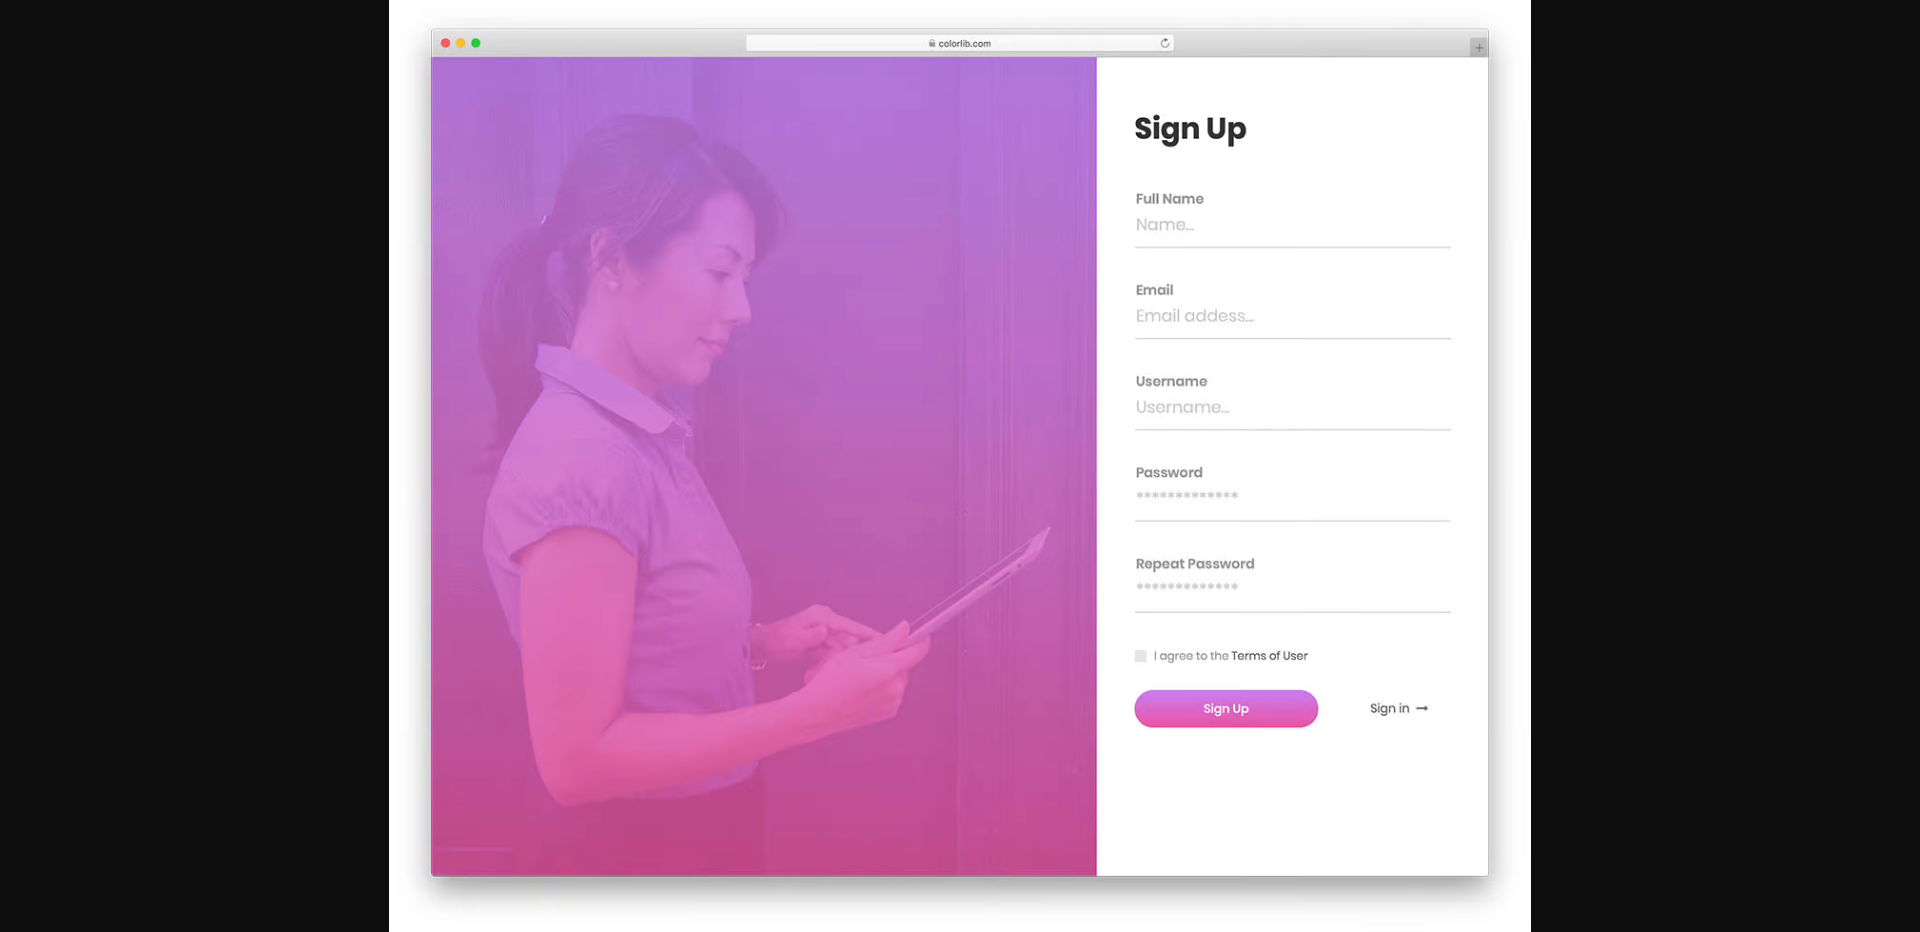 colorlib.com
Sign Up
Full Name
Name...
Email
Email addess...
Username
Username...
Password
*************
Repeat Password
*************
I agree to the Terms of User
Sign Up
Sign in →